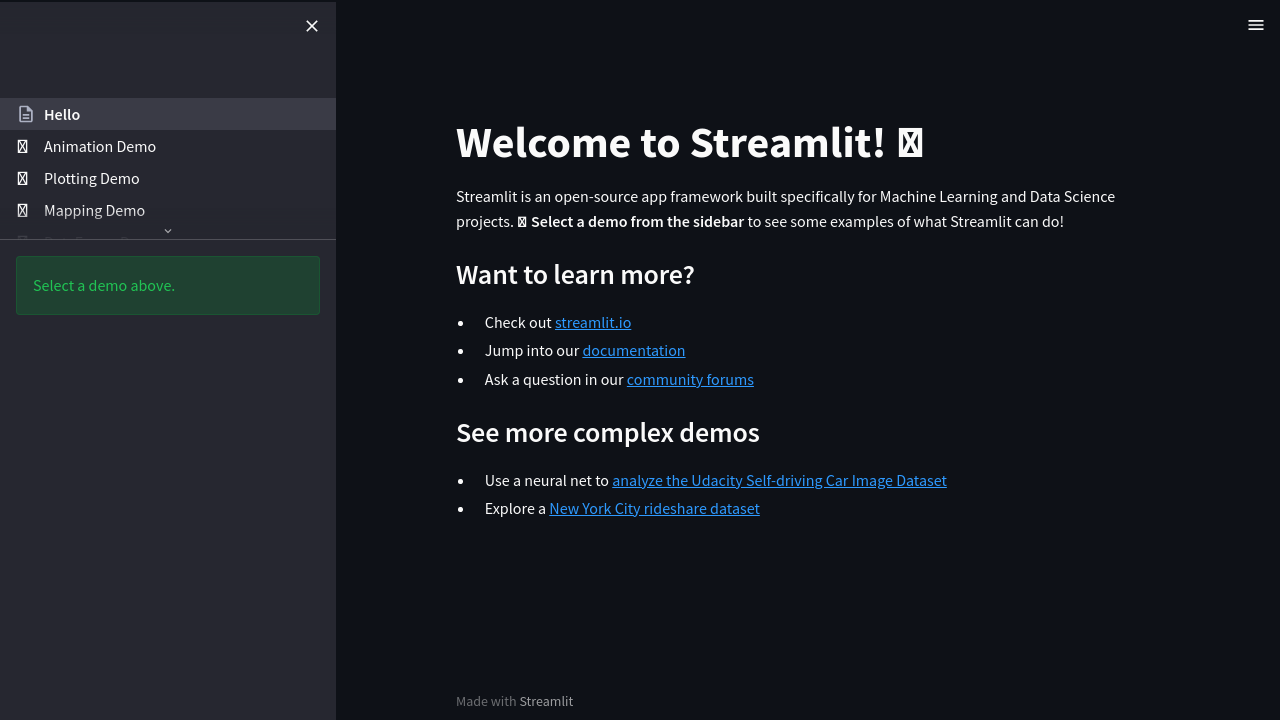 Hello
Animation Demo
Plotting Demo
Mapping Demo
Select a demo above.
Welcome to Streamlit!
Streamlit is an open-source app framework built specifically for Machine Learning and Data Science
projects. Select a demo from the sidebar to see some examples of what Streamlit can do!
Want to learn more?
Check out streamlit.io
Jump into our documentation
Ask a question in our community forums
See more complex demos
Use a neural net to analyze the Udacity Self-driving Car Image Dataset
Explore a New York City rideshare dataset
Made with Streamlit